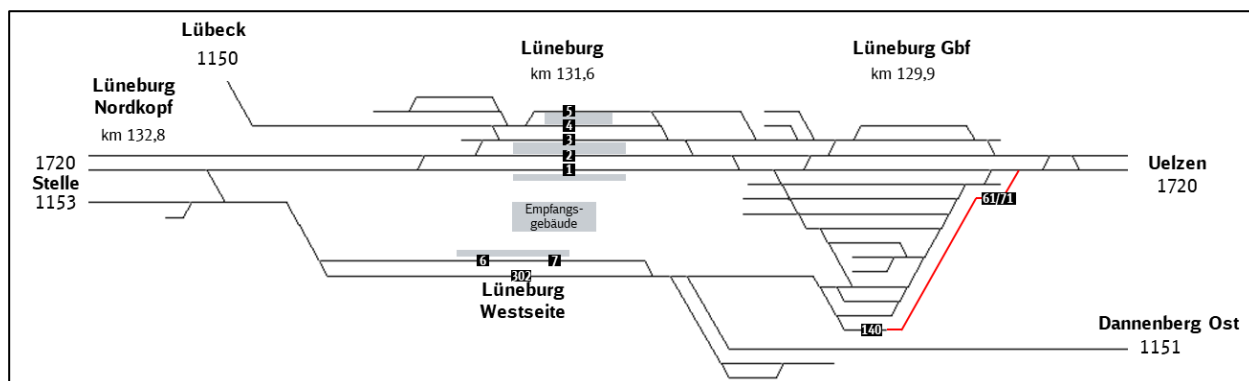 Lübeck
1150
Lüneburg
Nordkopf
km 132,8
Lüneburg
km 131,6
Lüneburg Gbf
km 129,9
5
4
3
2
1
1720
Stelle
1153
Uelzen
1720
61/71
Empfangs-
gebäude
6
7
302
Lüneburg
Westseite
140
Dannenberg Ost
1151